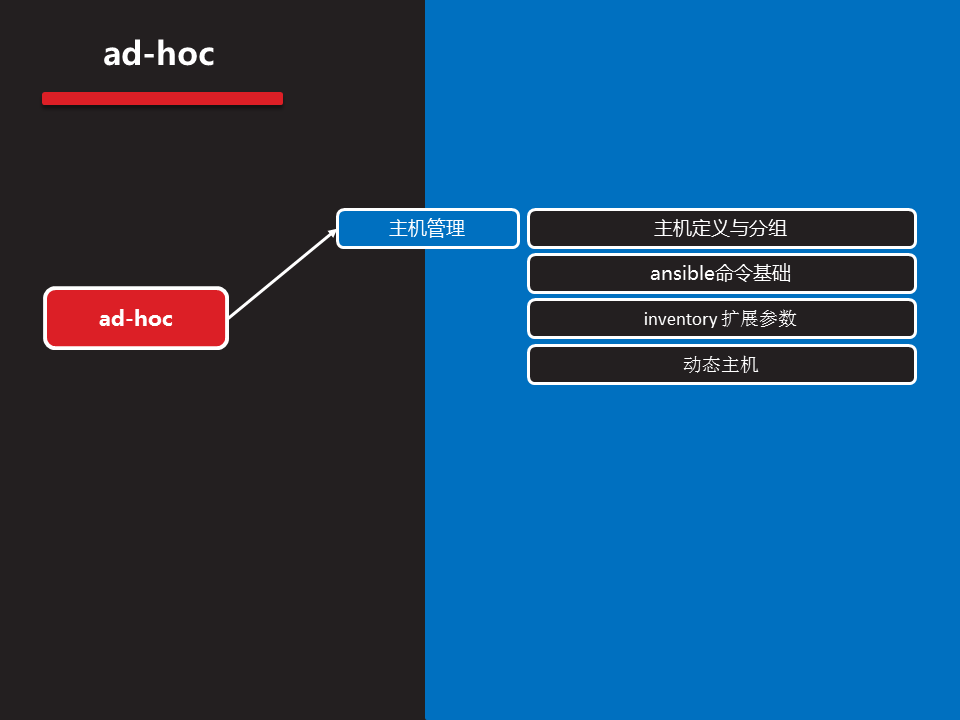 ad-hoc
主机管理
主机定义与分组
ansible命令基础
ad-hoc
inventory 扩展参数
动态主机